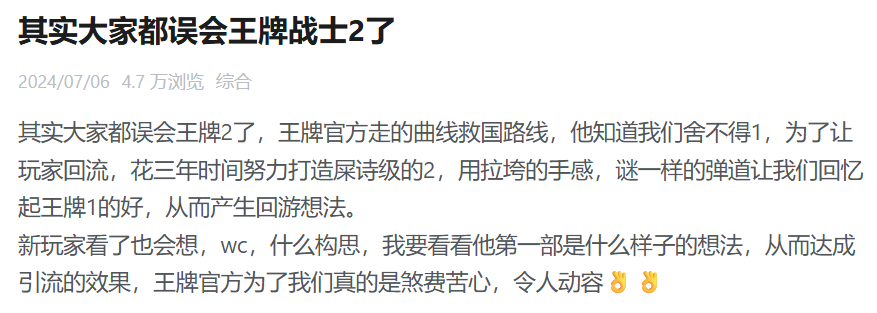 其实大家都误会王牌战士2了
2024/07/06 4.7 万浏览 综合
其实大家都误会王牌2了，王牌官方走的曲线救国路线，他知道我们舍不得1，为了让
玩家回流，花三年时间努力打造屎诗级的2，用拉垮的手感，谜一样的弹道让我们回忆
起王牌1的好，从而产生回游想法。
新玩家看了也会想，wc，什么构思，我要看看他第一部是什么样子的想法，从而达成
引流的效果，王牌官方为了我们真的是煞费苦心，令人动容👌 👌